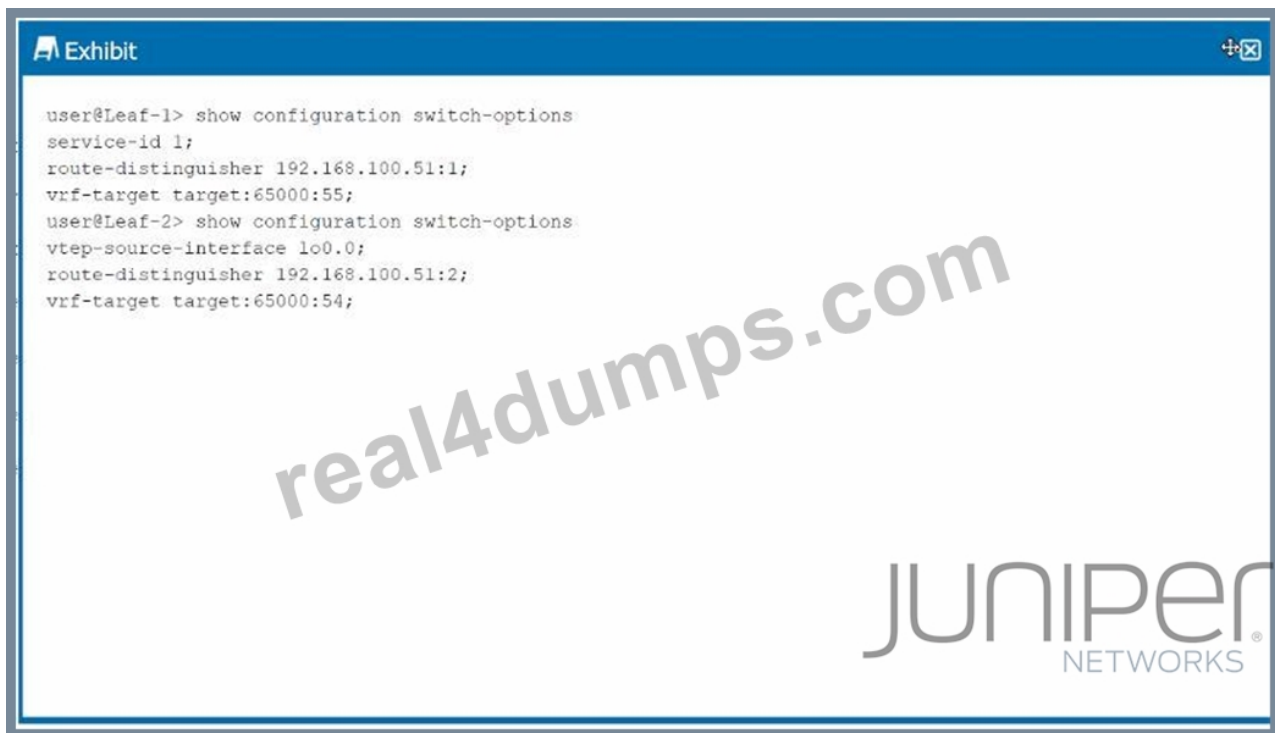 Exhibit
user@Leaf-1> show configuration switch-options
service-id 1;
route-distinguisher 192.168.100.51:1;
vrf-target target:65000:55;
user@Leaf-2> show configuration switch-options
vtep-source-interface lo0.0;
route-distinguisher 192.168.100.51:2;
vrf-target target:65000:54;
real4dumps.com
JUNIPEr
NETWORKS